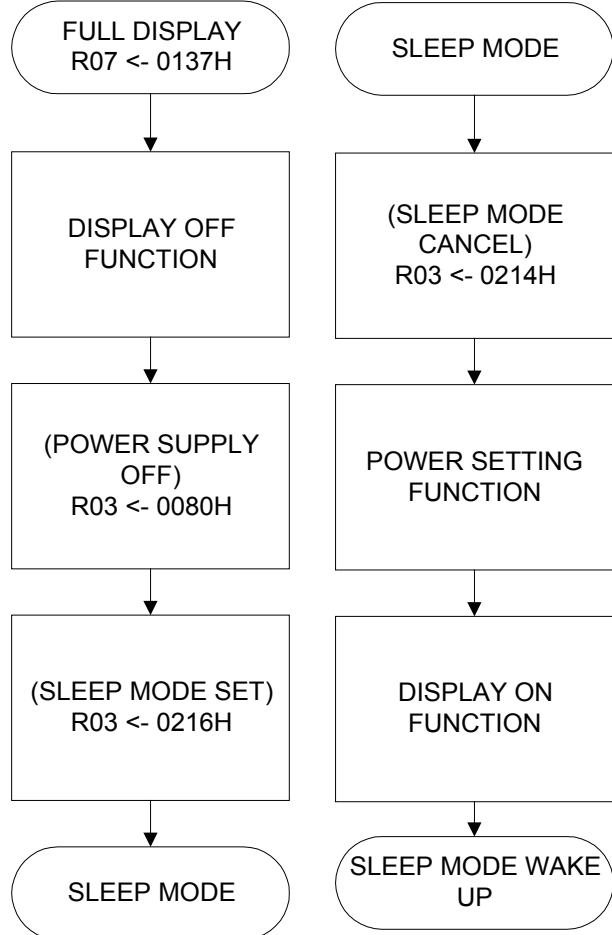 FULL DISPLAY
R07 <- 0137H
DISPLAY OFF
FUNCTION
(POWER SUPPLY
OFF)
R03 <- 0080H
(SLEEP MODE SET)
R03 <- 0216H
SLEEP MODE
SLEEP MODE
(SLEEP MODE
CANCEL)
R03 <- 0214H
POWER SETTING
FUNCTION
DISPLAY ON
FUNCTION
SLEEP MODE WAKE
UP